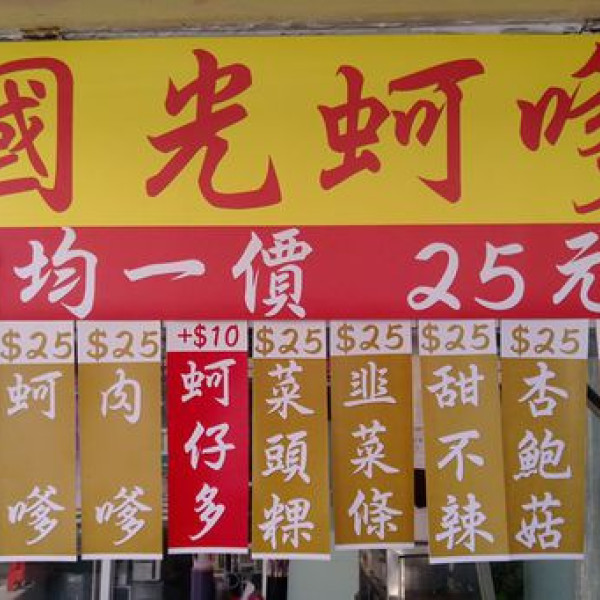 國光蚵嗲
均一價 25元
$25 蚵嗲
$25 肉嗲
+$10 蚵仔多
$25 菜頭粿
$25 韭菜條
$25 甜不辣
$25 杏鮑菇